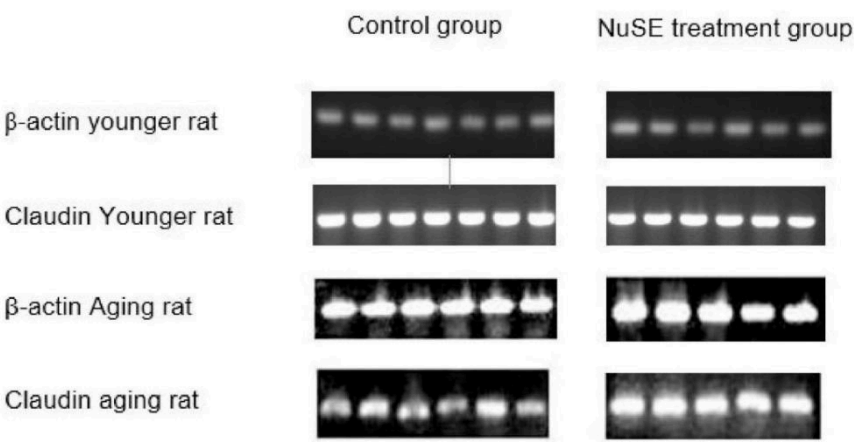 Control group
NuSE treatment group
β-actin younger rat
Claudin Younger rat
β-actin Aging rat
Claudin aging rat